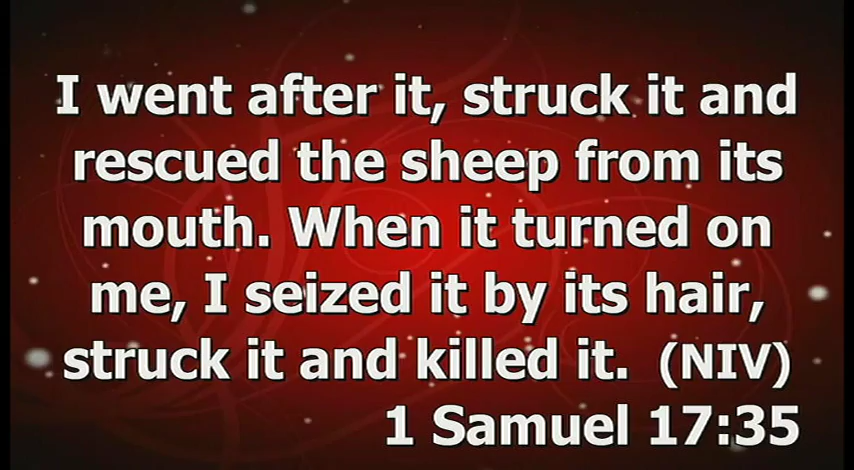 I went after it, struck it and
rescued the sheep from its
mouth. When it turned on
me, I seized it by its hair,
struck it and killed it.  (NIV)
1 Samuel 17:35